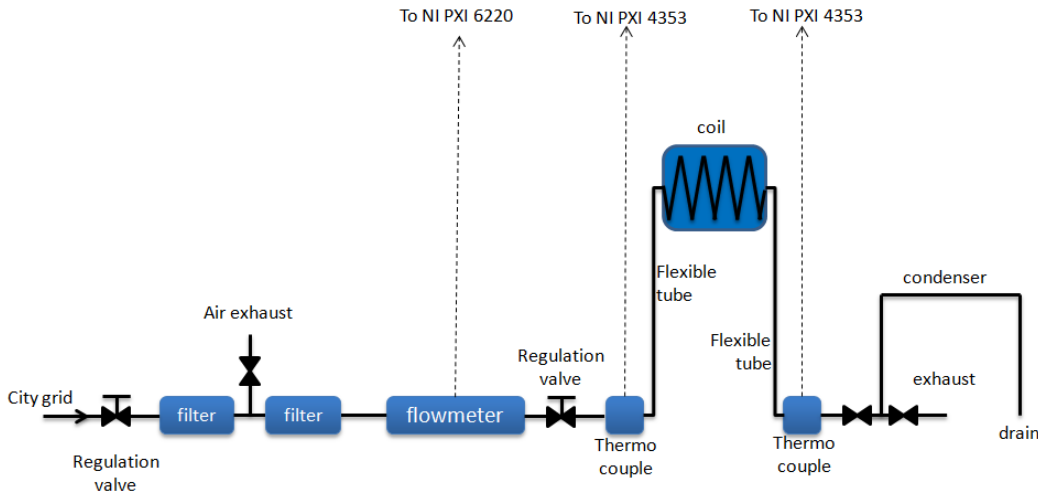 To NI PXI 6220
To NI PXI 4353
To NI PXI 4353
coil
Flexible
tube
condenser
Air exhaust
Flexible
tube
Regulation
valve
exhaust
City grid
filter
filter
flowmeter
drain
Thermo
couple
Thermo
couple
Regulation
valve